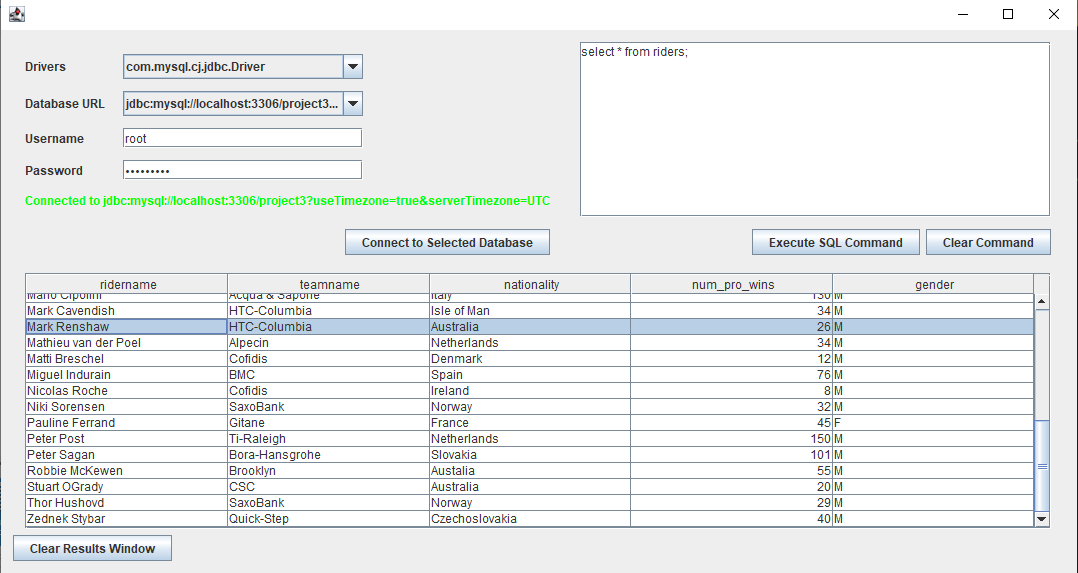 Drivers com.mysql.cj.jdbc.Driver
Database URL jdbc:mysql://localhost:3306/project3...
Username root
Password •••••••••
Connected to jdbc:mysql://localhost:3306/project3?useTimezone=true&serverTimezone=UTC
Connect to Selected Database
select * from riders;
Execute SQL Command Clear Command
ridername teamname nationality num_pro_wins gender
Mario Cipolini Acqua & Sapone Italy 130 M
Mark Cavendish HTC-Columbia Isle of Man 34 M
Mark Renshaw HTC-Columbia Australia 26 M
Mathieu van der Poel Alpecin Netherlands 34 M
Matti Breschel Cofidis Denmark 12 M
Miguel Indurain BMC Spain 76 M
Nicolas Roche Cofidis Ireland 8 M
Niki Sorensen SaxoBank Norway 32 M
Pauline Ferrand Gitane France 45 F
Peter Post Ti-Raleigh Netherlands 150 M
Peter Sagan Bora-Hansgrohe Slovakia 101 M
Robbie McKewen Brooklyn Austalia 55 M
Stuart OGrady CSC Australia 20 M
Thor Hushovd SaxoBank Norway 29 M
Zednek Stybar Quick-Step Czechoslovakia 40 M
Clear Results Window